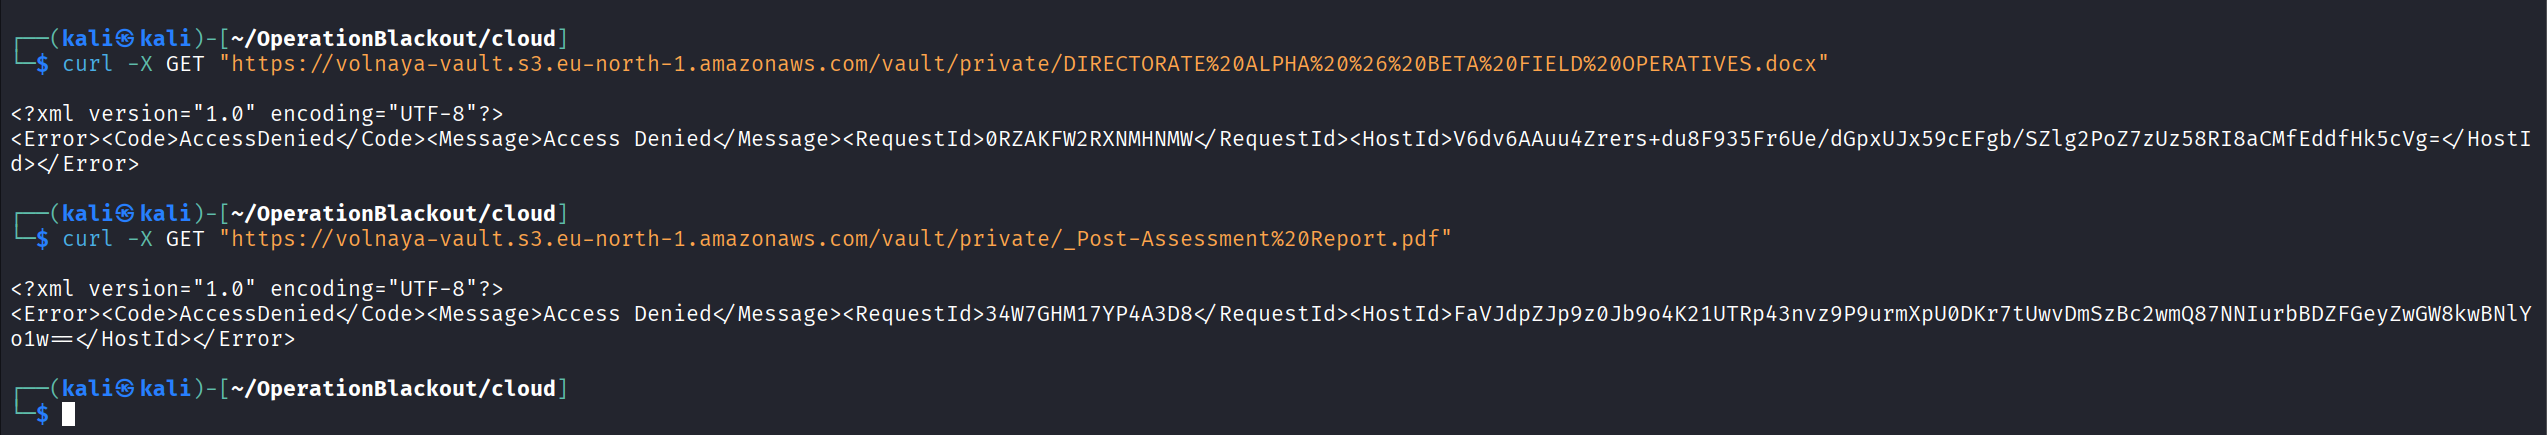 ┌──(kali㉿kali)-[~/OperationBlackout/cloud]
└─$ curl -X GET "https://volnaya-vault.s3.eu-north-1.amazonaws.com/vault/private/DIRECTORATE%20ALPHA%20%26%20BETA%20FIELD%20OPERATIVES.docx"
<?xml version="1.0" encoding="UTF-8"?>
<Error><Code>AccessDenied</Code><Message>Access Denied</Message><RequestId>0RZAKFW2RXNMHNMW</RequestId><HostId>V6dv6AAuu4Zrers+du8F935Fr6Ue/dGpxUJx59cEFgb/SZlg2PoZ7zUz58RI8aCMfEddfHk5cVg=</HostI
d></Error>
┌──(kali㉿kali)-[~/OperationBlackout/cloud]
└─$ curl -X GET "https://volnaya-vault.s3.eu-north-1.amazonaws.com/vault/private/_Post-Assessment%20Report.pdf"
<?xml version="1.0" encoding="UTF-8"?>
<Error><Code>AccessDenied</Code><Message>Access Denied</Message><RequestId>34W7GHM17YP4A3D8</RequestId><HostId>FaVJdpZJp9z0Jb9o4K21UTRp43nvz9P9urmXpU0DKr7tUwvDmSzBc2wmQ87NNIurbBDZFGeyZwGW8kwBNlY
o1w==</HostId></Error>
┌──(kali㉿kali)-[~/OperationBlackout/cloud]
└─$